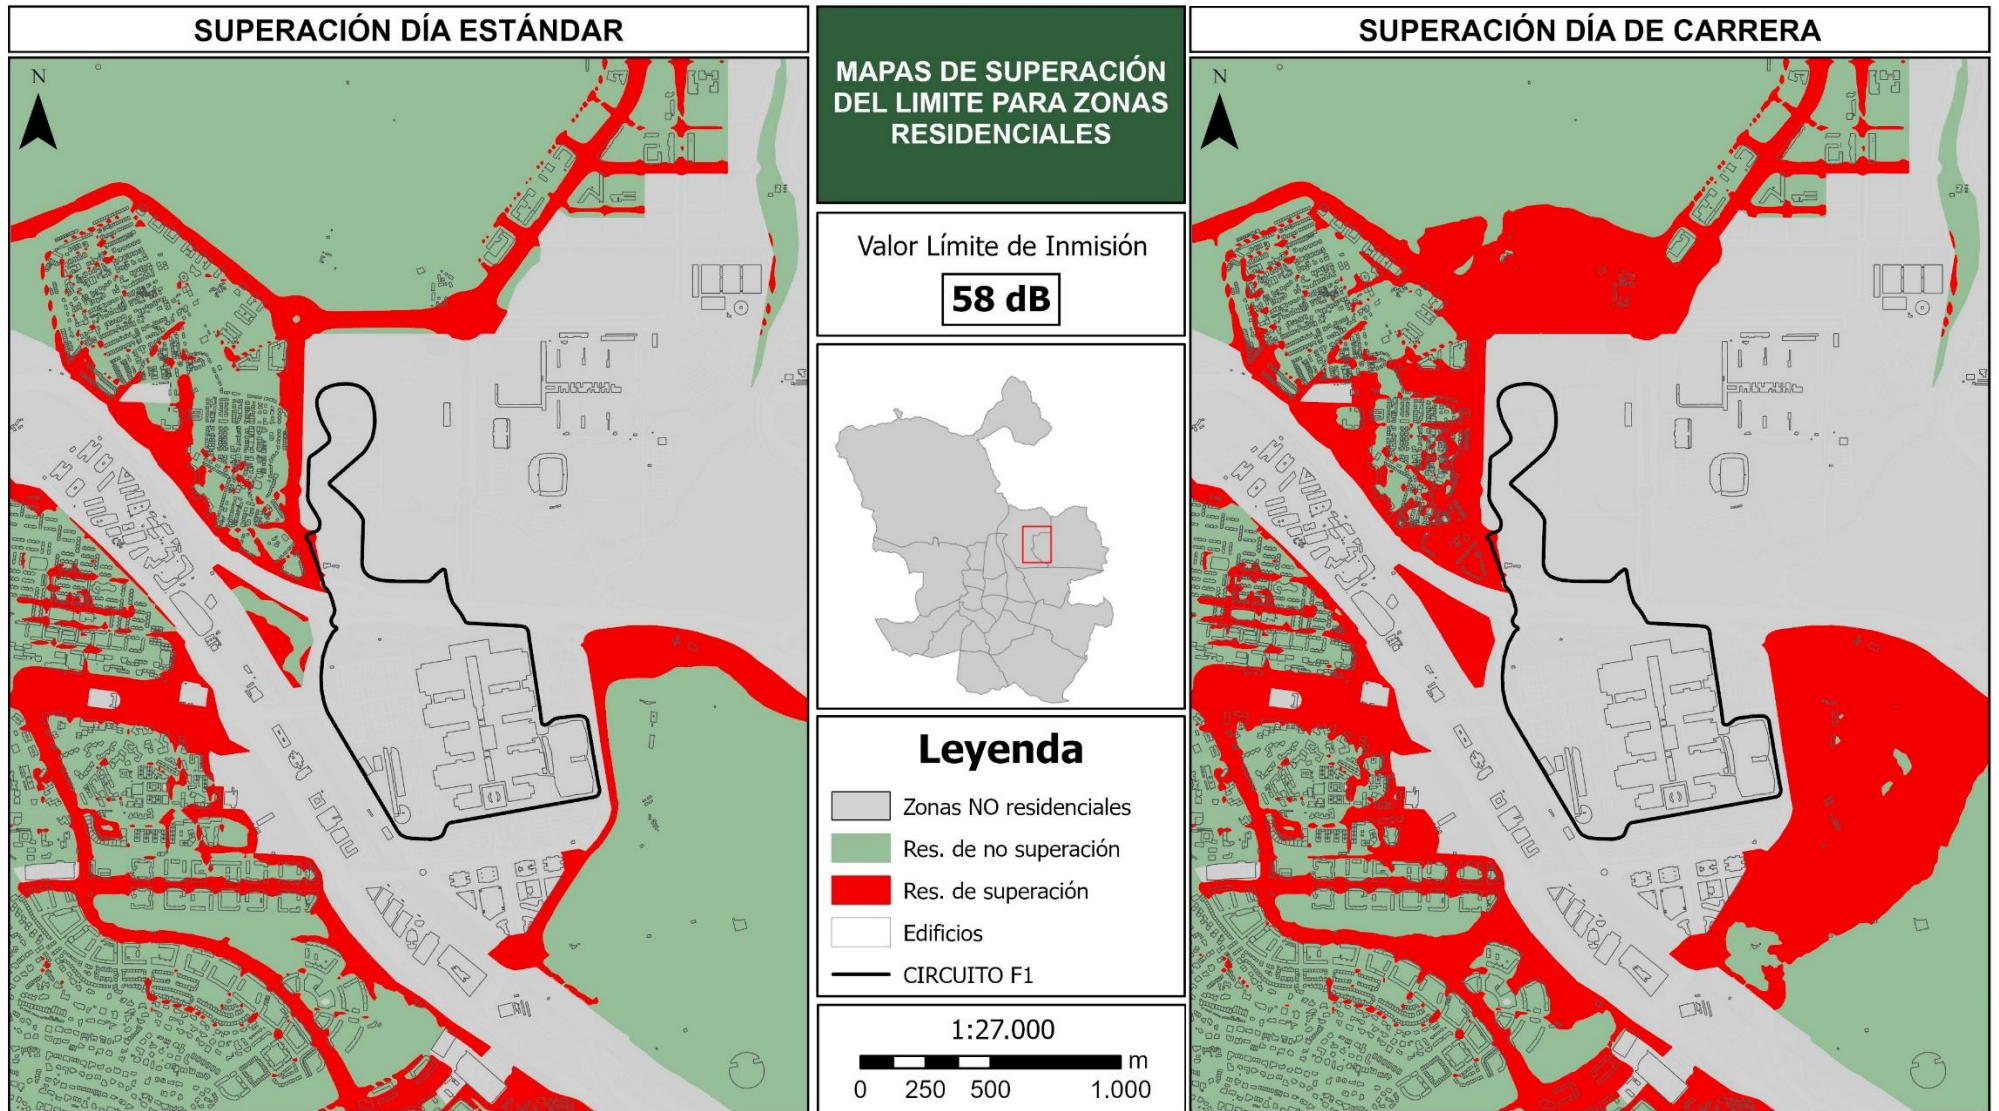 SUPERACIÓN DÍA ESTÁNDAR
N
MAPAS DE SUPERACIÓN
DEL LIMITE PARA ZONAS
RESIDENCIALES
Valor Límite de Inmisión
58 dB
Leyenda
Zonas NO residenciales
Res. de no superación
Res. de superación
Edificios
CIRCUITO F1
1:27.000
m
0 250 500 1.000
SUPERACIÓN DÍA DE CARRERA
N